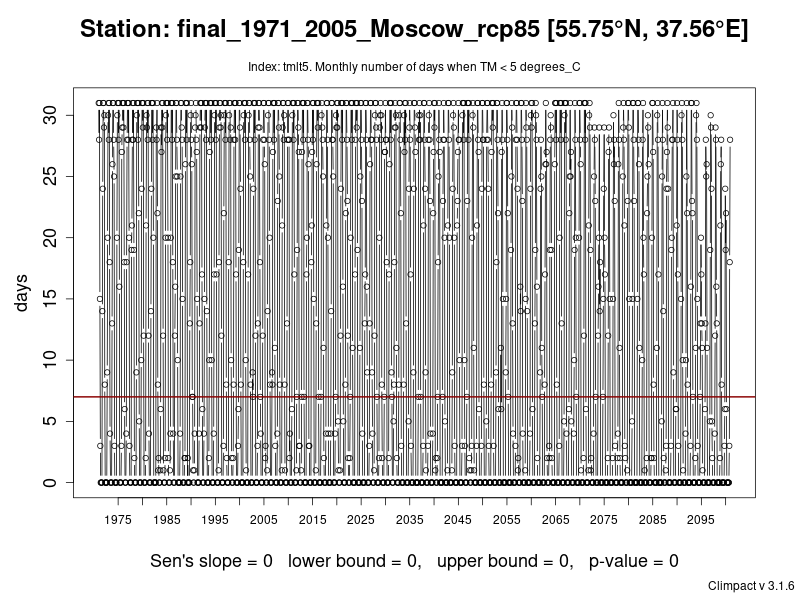 Station: final_1971_2005_Moscow_rcp85 [55.75°N, 37.56°E]
Index: tmlt5. Monthly number of days when TM < 5 degrees_C
30
25
20
15
10
5
0
days
1975 1985 1995 2005 2015 2025 2035 2045 2055 2065 2075 2085 2095
Sen's slope = 0 lower bound = 0, upper bound = 0, p-value = 0
Climpact v 3.1.6